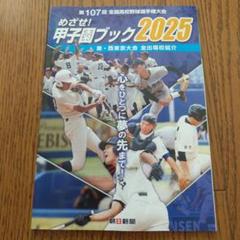 第107回 全国高校野球選手権大会
めざせ!
甲子園ブック2025
東・西東京大会 全出場校紹介
心をひとつに夢の先まで
朝日新聞